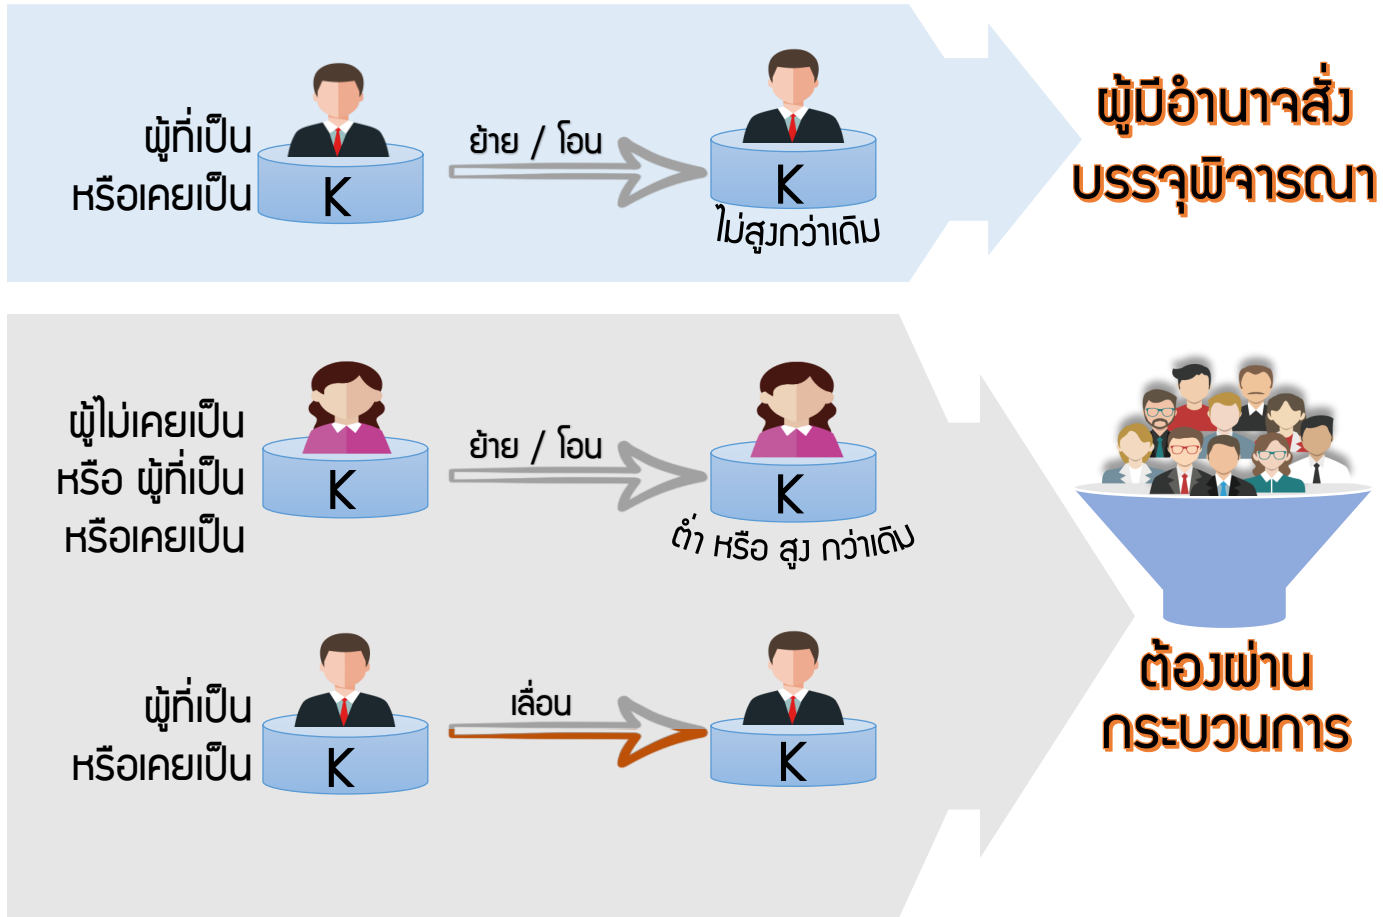 ผู้ที่เป็น
หรือเคยเป็น
K
ย้าย / โอน
K
ไม่สูงกว่าเดิม
ผู้มีอำนาจสั่ง
บรรจุพิจารณา
ผู้ไม่เคยเป็น
หรือ ผู้ที่เป็น
หรือเคยเป็น
K
ย้าย / โอน
K
ต่ำ หรือ สูง กว่าเดิม
ผู้ที่เป็น
หรือเคยเป็น
K
เลื่อน
K
ต้องผ่าน
กระบวนการ